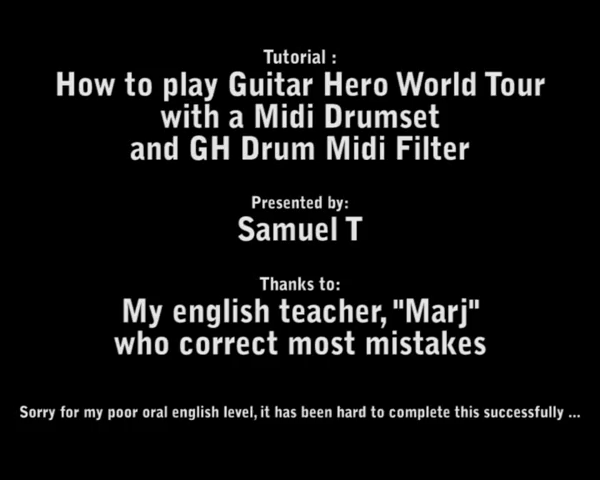 Tutorial :
How to play Guitar Hero World Tour
with a Midi Drumset
and GH Drum Midi Filter
Presented by:
Samuel T
Thanks to:
My english teacher, "Marj"
who correct most mistakes
Sorry for my poor oral english level, it has been hard to complete this successfully ...